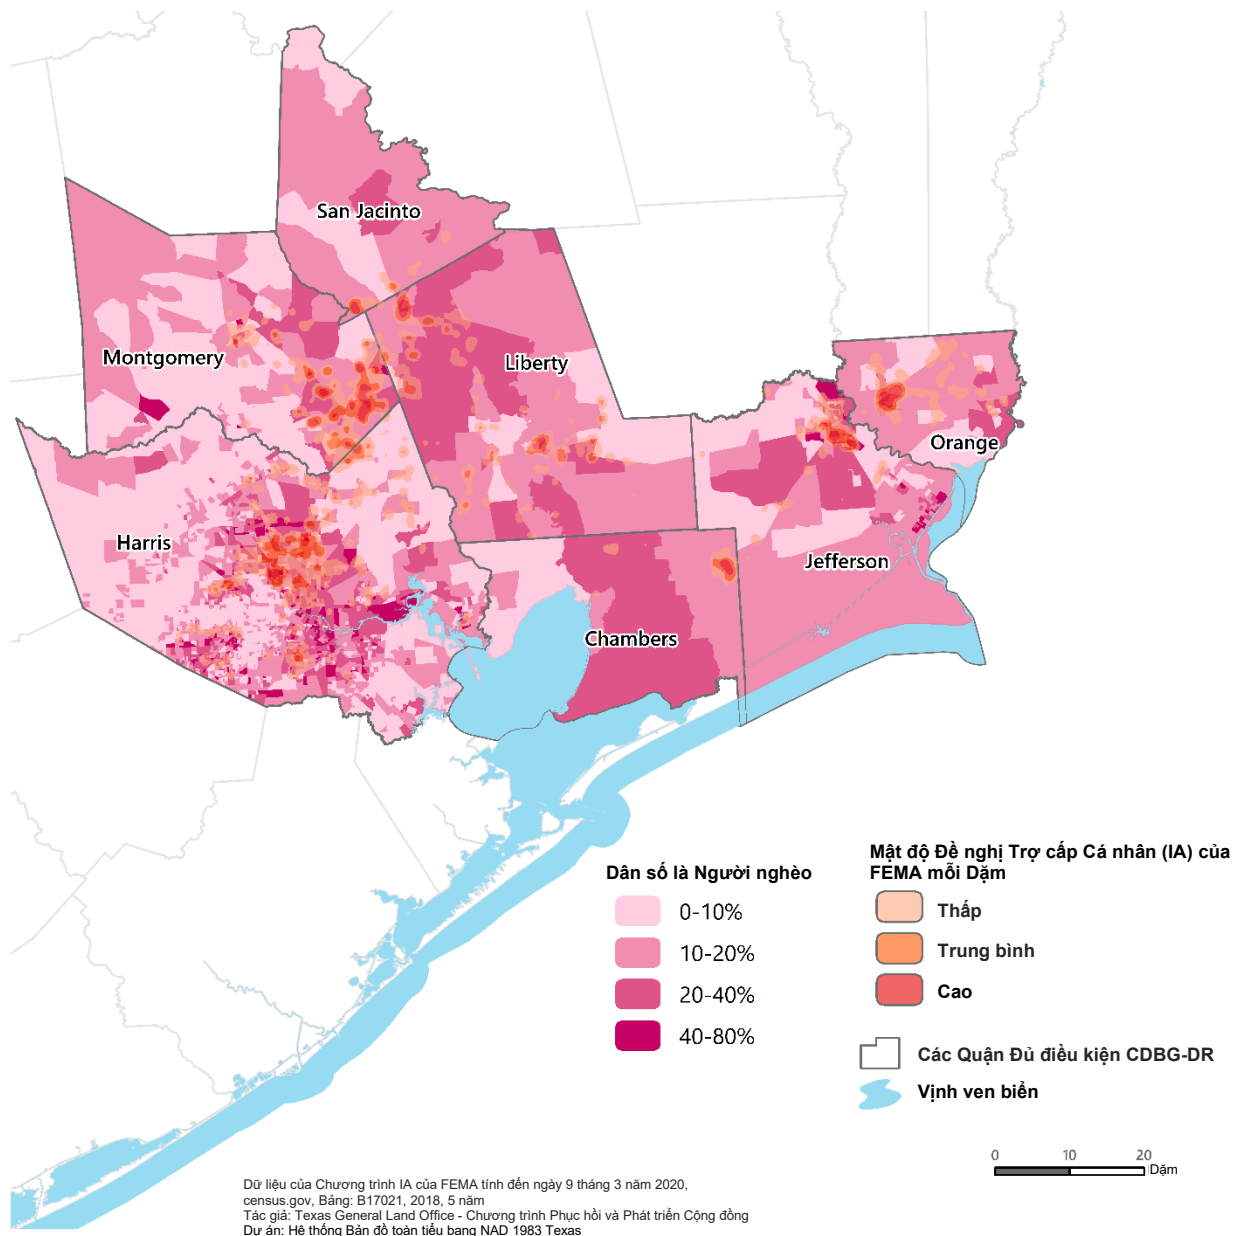 San Jacinto
Montgomery
Liberty
Orange
Harris
Jefferson
Chambers
Dân số là Người nghèo
0-10%
10-20%
20-40%
40-80%
Mật độ Đề nghị Trợ cấp Cá nhân (IA) của
FEMA mỗi Dặm
Thấp
Trung bình
Cao
Các Quận Đủ điều kiện CDBG-DR
Vịnh ven biển
0 10 20
Dặm
Dữ liệu của Chương trình IA của FEMA tính đến ngày 9 tháng 3 năm 2020,
census.gov, Bảng: B17021, 2018, 5 năm
Tác giả: Texas General Land Office - Chương trình Phục hồi và Phát triển Cộng đồng
Dự án: Hệ thống Bản đồ toàn tiểu bang NAD 1983 Texas